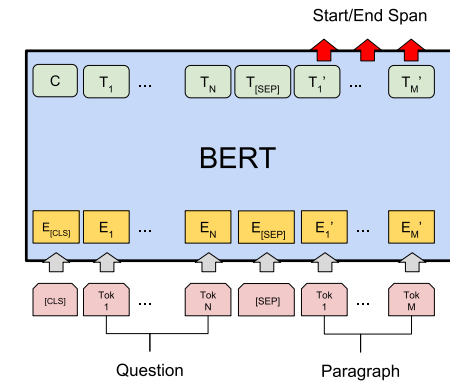 Start/End Span
C T1 ... TN T[SEP] T1’ ... TM’
BERT
E[CLS] E1 ... EN E[SEP] E1’ ... EM’
[CLS] Tok 1 ... Tok N [SEP] Tok 1 ... Tok M
Question Paragraph